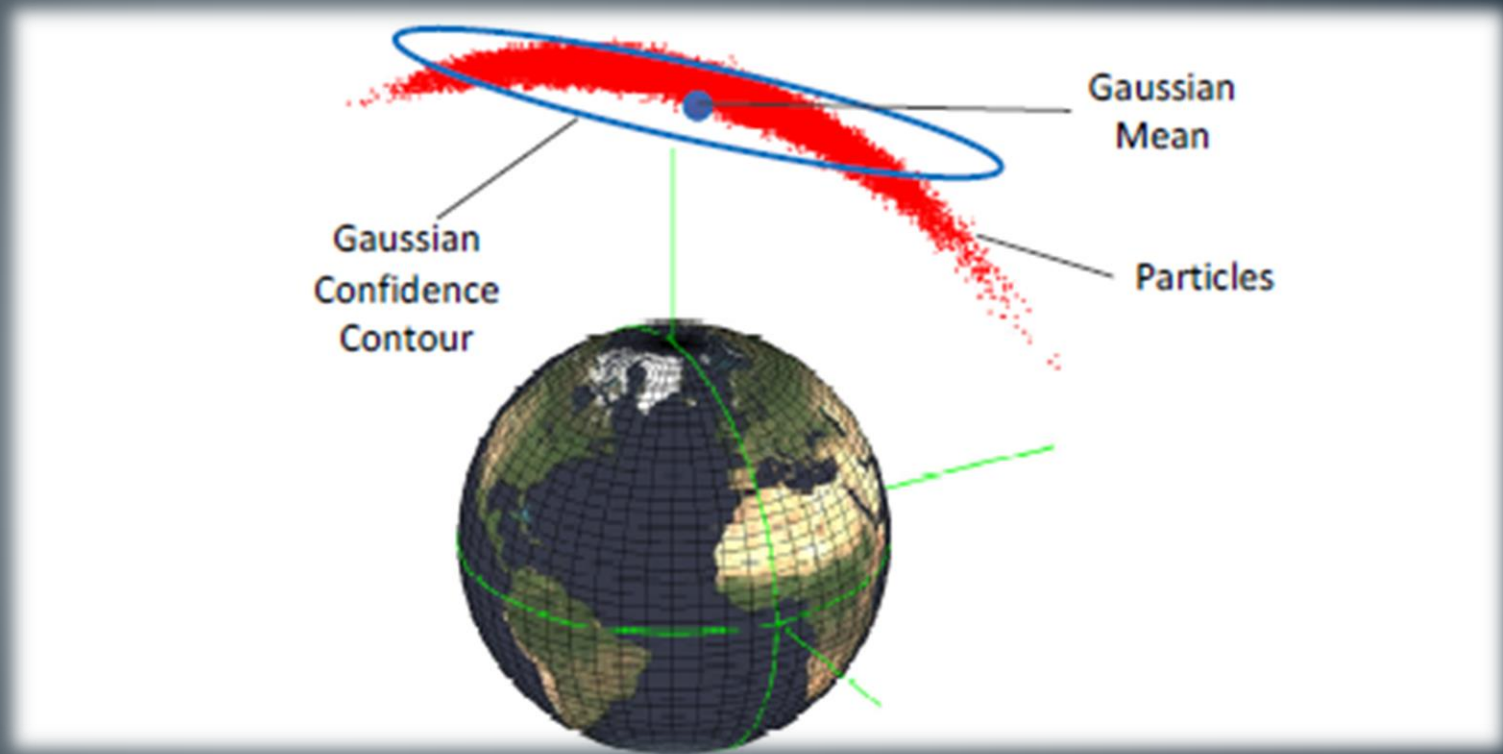 Gaussian
Mean
Gaussian
Confidence
Contour
Particles